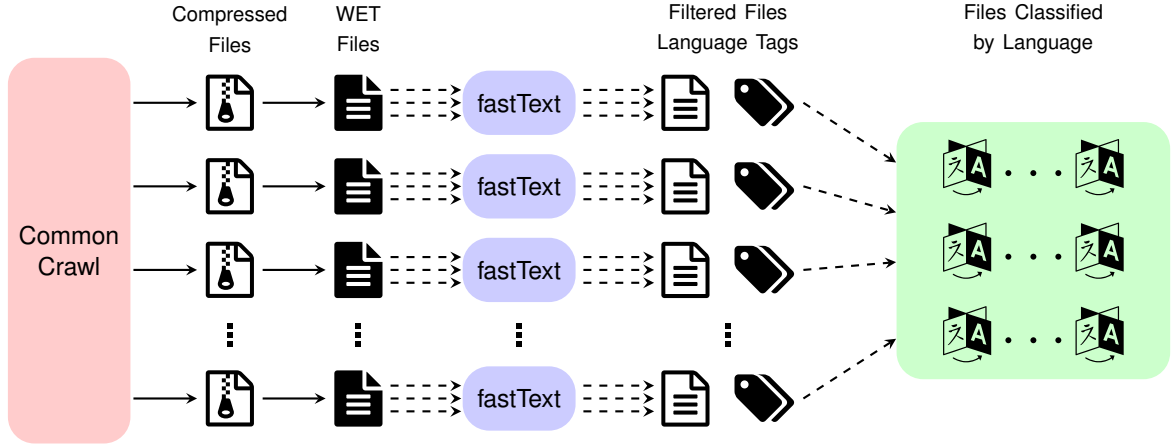 Compressed
Files
WET
Files
Filtered Files
Language Tags
Files Classified
by Language
Common
Crawl
fastText
fastText
fastText
fastText
A
A
A
A
A
A